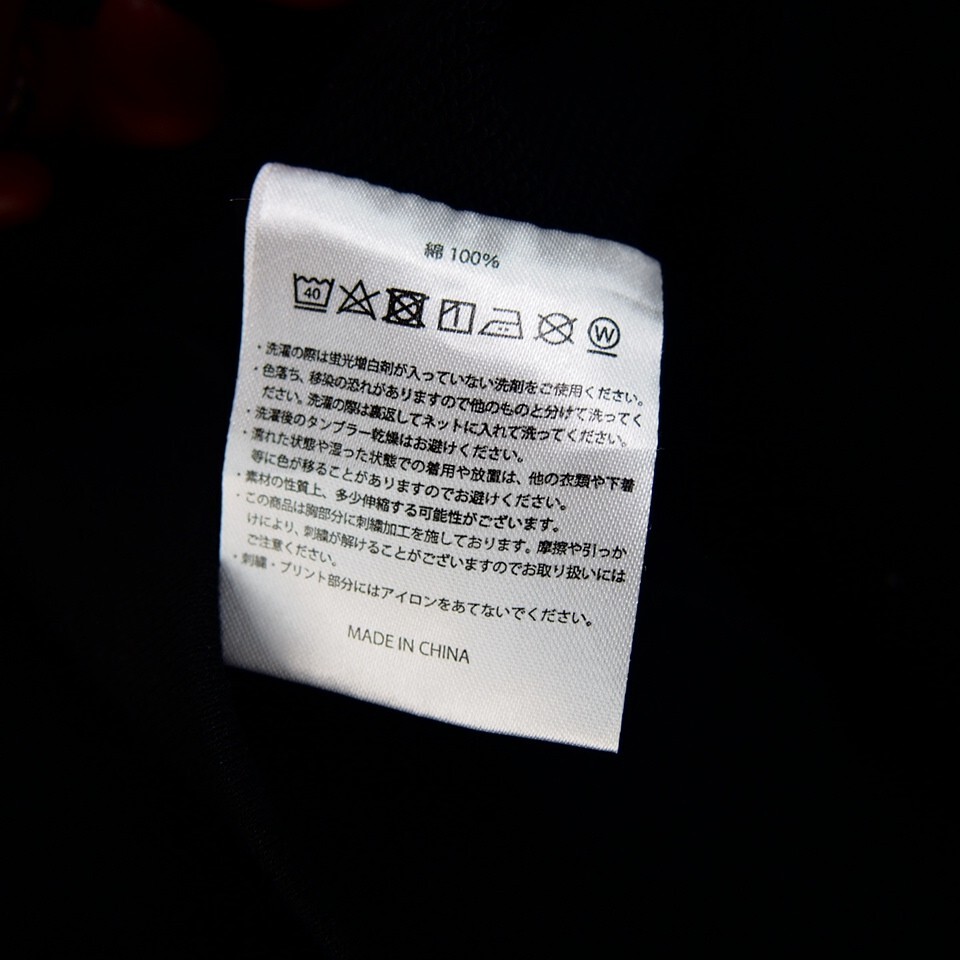 綿 100%
40 W
・洗濯の際は蛍光増白剤が入っていない洗剤をご使用ください。
・色落ち、移染の恐れがありますので他のものと分けて洗ってく
ださい。洗濯の際は裏返してネットに入れて洗ってください。
・洗濯後のタンブラー乾燥はお避けください。
・濡れた状態や湿った状態での着用や放置は、他の衣類や下着
等に色が移ることがありますのでお避けください。
・素材の性質上、多少伸縮する可能性がございます。
・この商品は胸部分に刺繍加工を施しております。摩擦や引っか
けにより、刺繍が解けることがございますのでお取り扱いには
ご注意ください。
・刺繍・プリント部分にはアイロンをあてないでください。
MADE IN CHINA